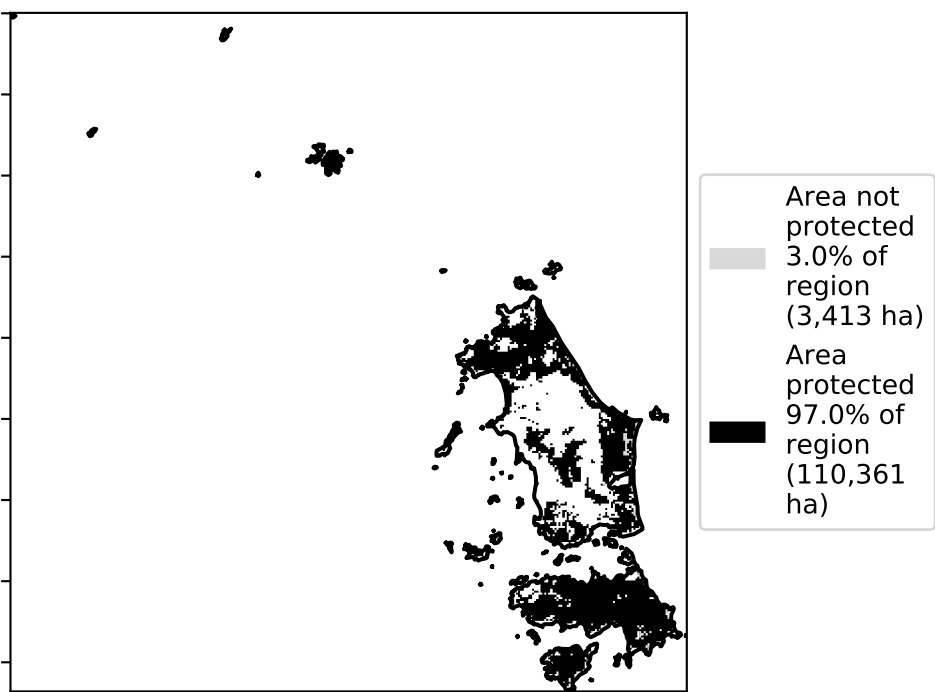 Area not
protected
3.0% of
region
(3,413 ha)
Area
protected
97.0% of
region
(110,361
ha)